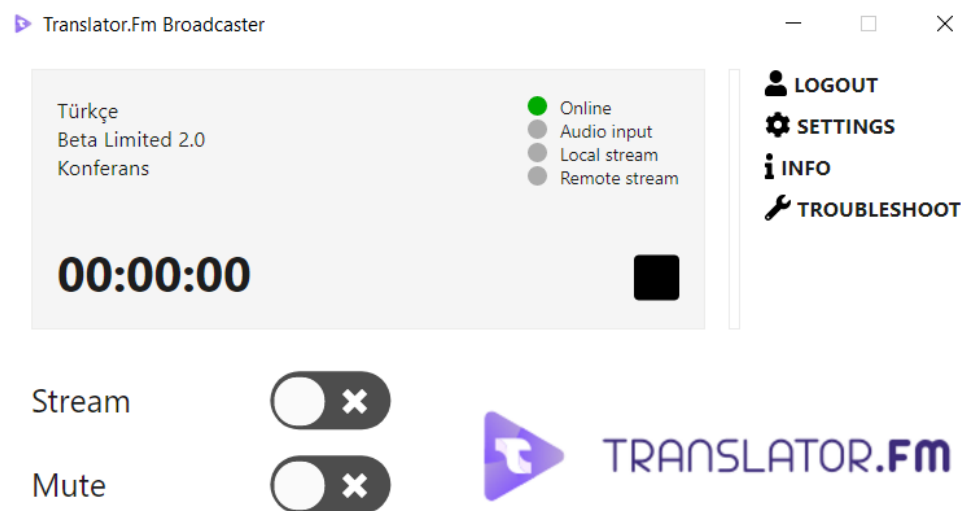 Translator.Fm Broadcaster
Türkçe
Beta Limited 2.0
Konferans
Online
Audio input
Local stream
Remote stream
00:00:00
LOGOUT
SETTINGS
INFO
TROUBLESHOOT
Stream
Mute
TRANSLATOR.FM